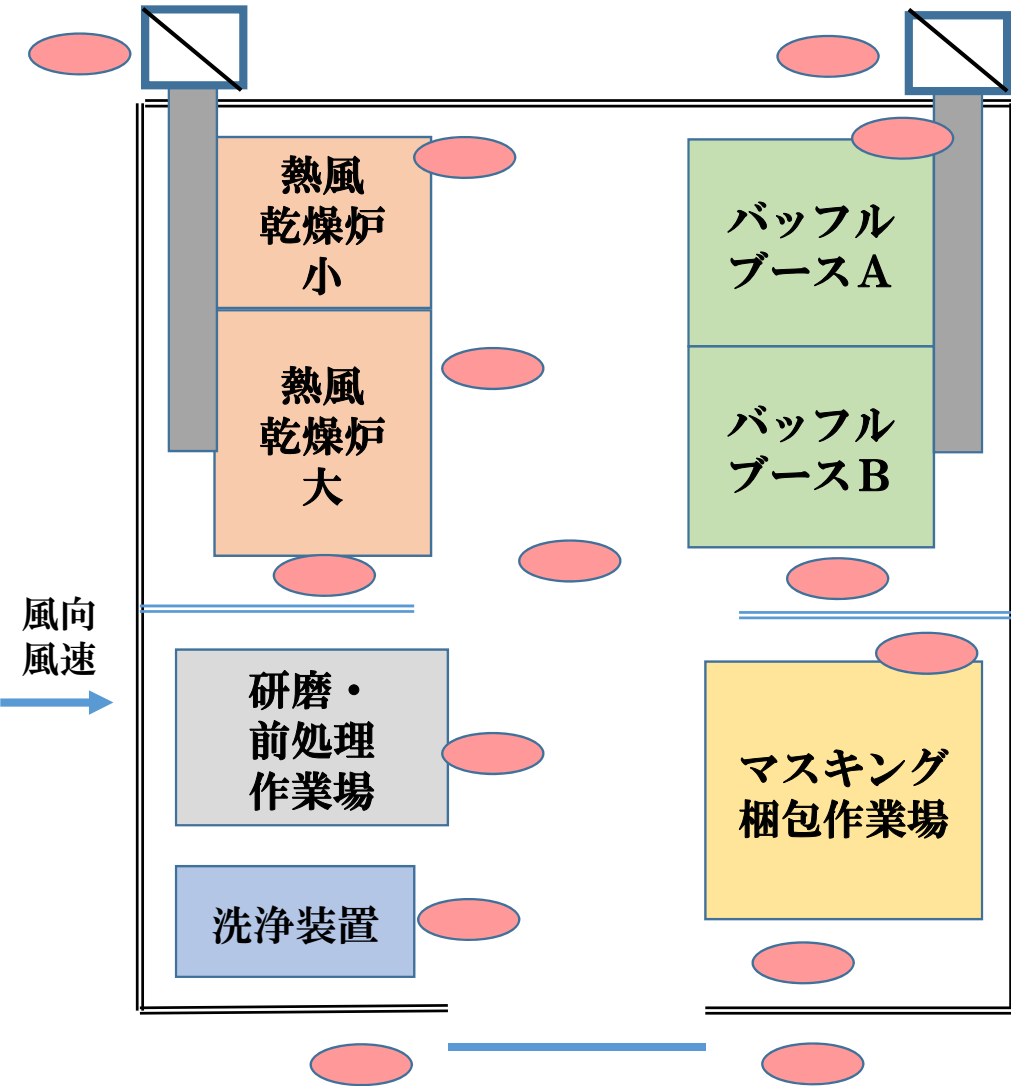 熱風
乾燥炉
小
バッフル
ブースA
熱風
乾燥炉
大
バッフル
ブースB
風向
風速
研磨・
前処理
作業場
マスキング
梱包作業場
洗浄装置